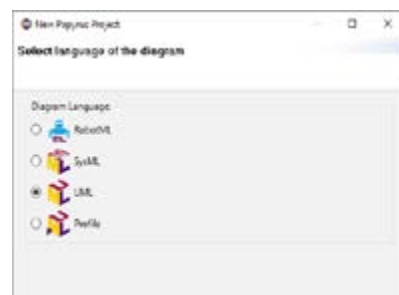 New Papyrus Project
Select language of the diagram
Diagram Language:
RobotML
SysML
UML
Profile